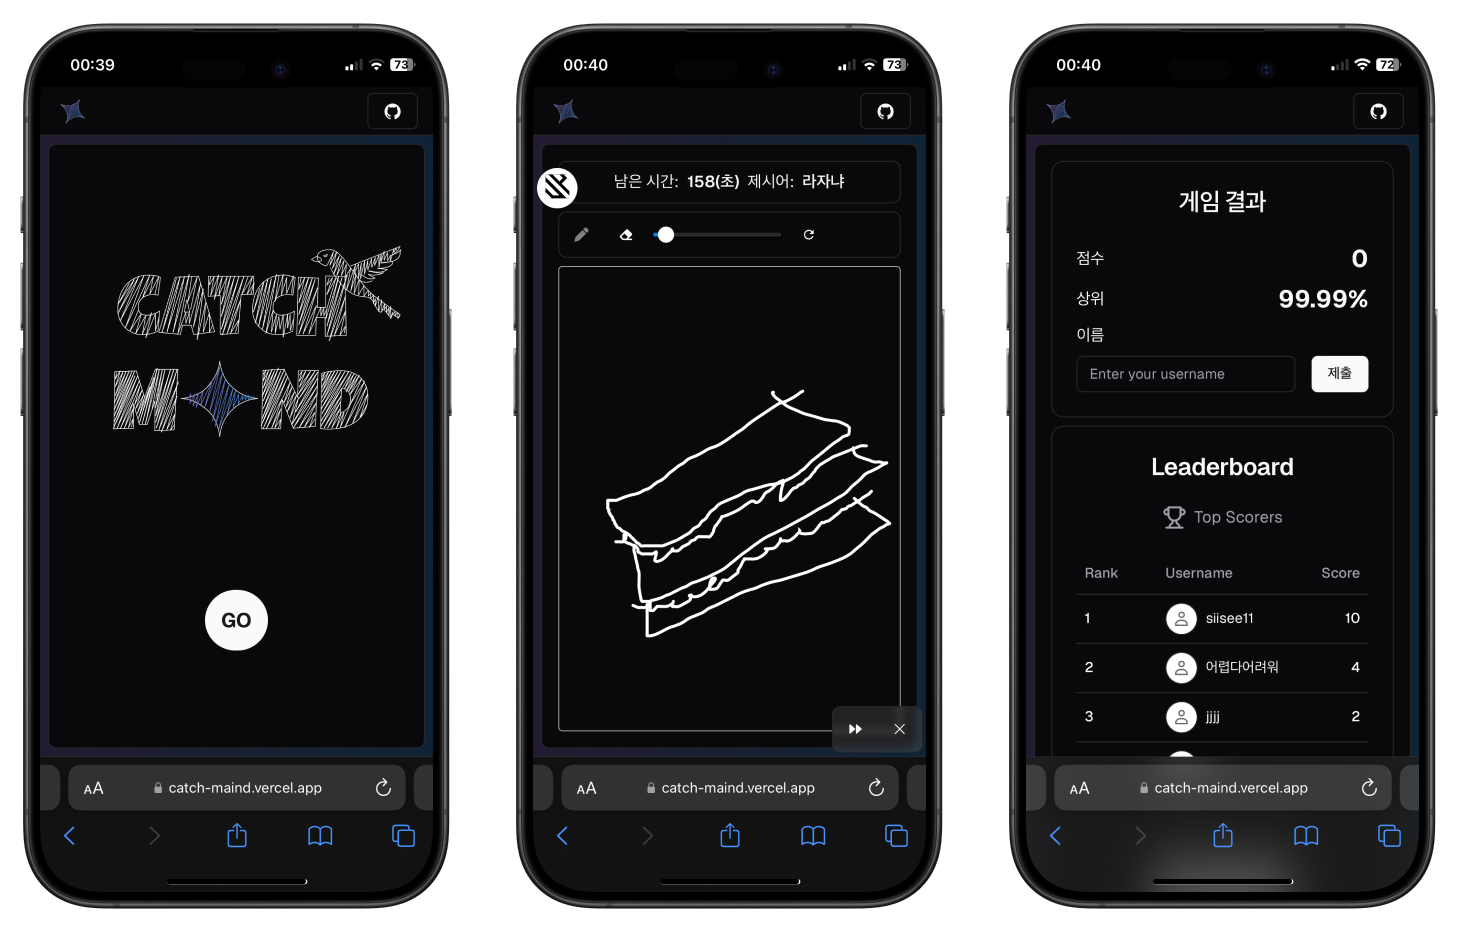 00:39
73
CATCH
M ND
GO
AA catch-maind.vercel.app
00:40
73
남은 시간: 158(초) 제시어: 라자냐
AA catch-maind.vercel.app
00:40
72
게임 결과
점수 0
상위 99.99%
이름
Enter your username 제출
Leaderboard
Top Scorers
Rank Username Score
1 siisee11 10
2 어렵다어려워 4
3 jjjj 2
AA catch-maind.vercel.app